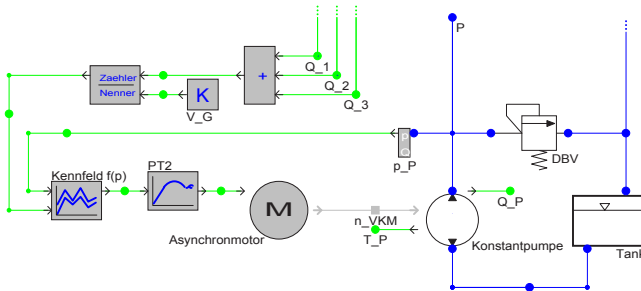 P
Q_1
Q_2
Q_3
Zaehler
Nenner
+
K
V_G
p_P
DBV
Kennfeld f(p)
PT2
M
Asynchronmotor
n_VKM
T_P
Q_P
Konstantpumpe
Tank